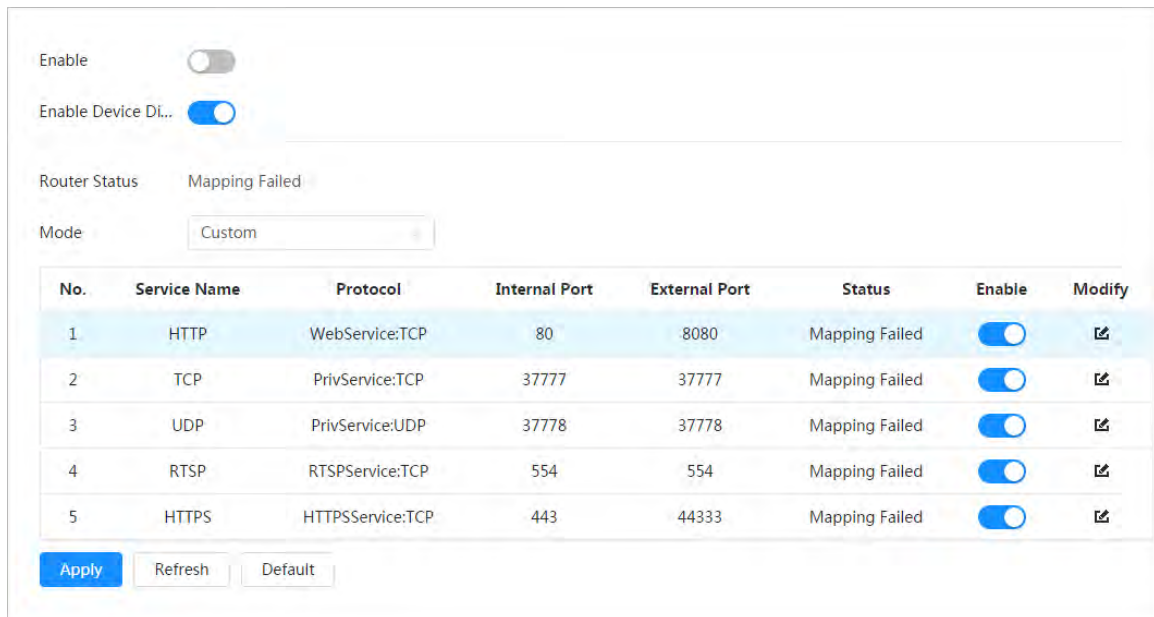 Enable
Enable Device Di...
Router Status Mapping Failed
Mode Custom
No. Service Name Protocol Internal Port External Port Status Enable Modify
1 HTTP WebService:TCP 80 8080 Mapping Failed
2 TCP PrivService:TCP 37777 37777 Mapping Failed
3 UDP PrivService:UDP 37778 37778 Mapping Failed
4 RTSP RTSPService:TCP 554 554 Mapping Failed
5 HTTPS HTTPSService:TCP 443 44333 Mapping Failed
Apply Refresh Default